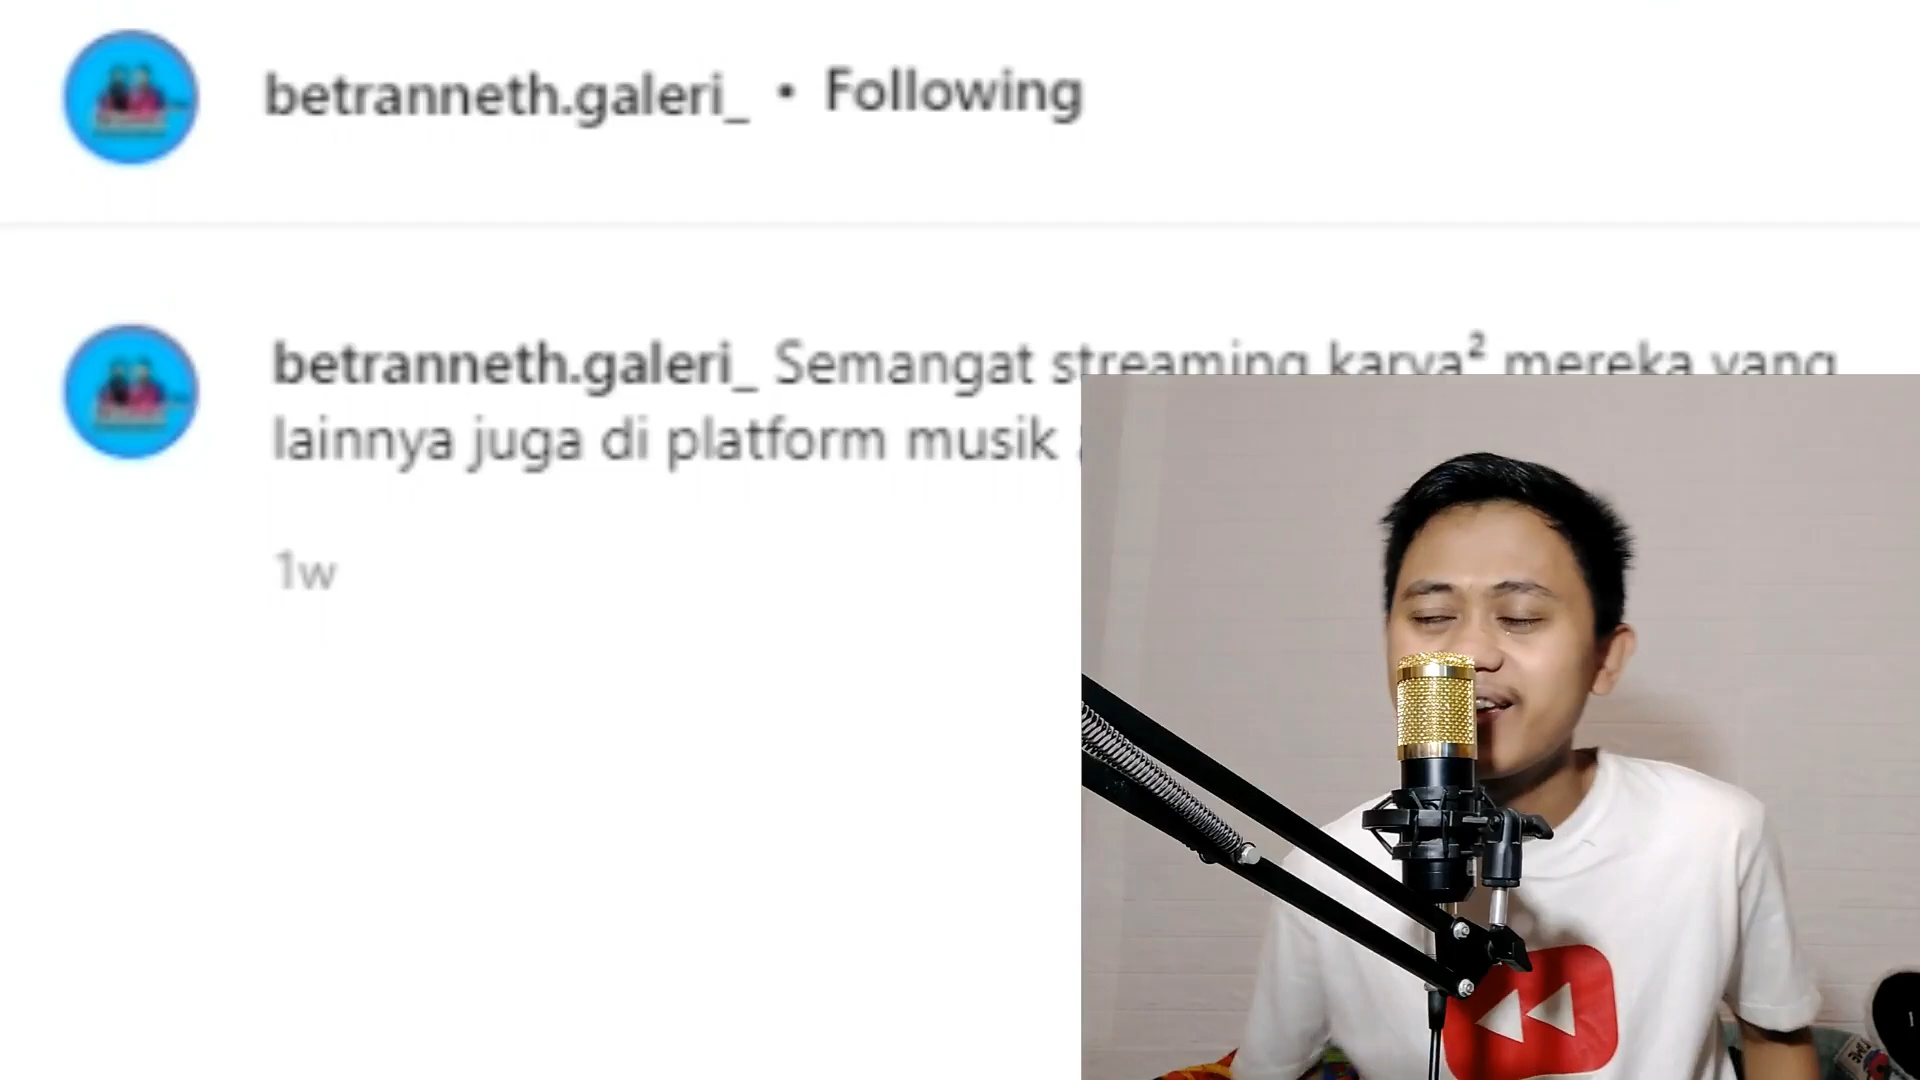 betranneth.galeri_ • Following
betranneth.galeri_ Semangat streaming karya² mereka yang
lainnya juga di platform musik
1w